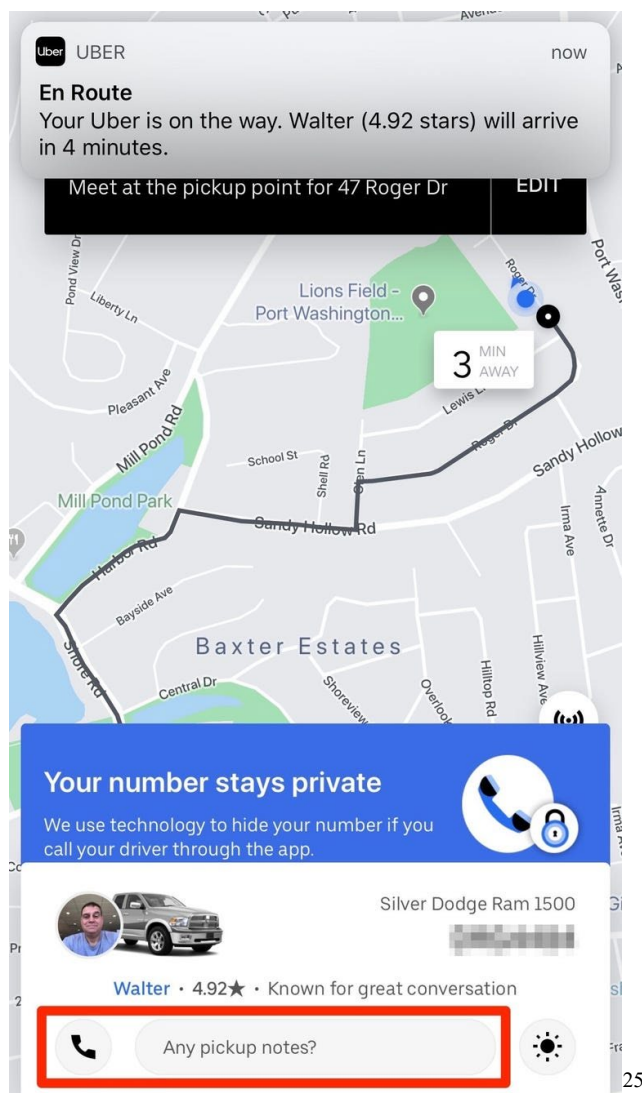 Uber UBER now
En Route
Your Uber is on the way. Walter (4.92 stars) will arrive
in 4 minutes.
Meet at the pickup point for 47 Roger Dr EDIT
Pond View Dr
Liberty Ln
Lions Field -
Port Washington...
Roger Dr
Port Was
3 MIN
AWAY
Pleasant Ave
Lewis L
Mill Pond Rd
School St
Shell Rd
Glen Ln
Roger Dr
Sandy Hollow
Mill Pond Park
Sandy Hollow Rd
Irma Ave
Annette Dr
Harbor Rd
Bayside Ave
Shore Rd
Baxter Estates
Central Dr
Shoreview
Overlook
Hilltop Rd
Hillview Ave
Your number stays private
We use technology to hide your number if you
call your driver through the app.
Irma A
Silver Dodge Ram 1500
Walter · 4.92★ · Known for great conversation
Any pickup notes?
25